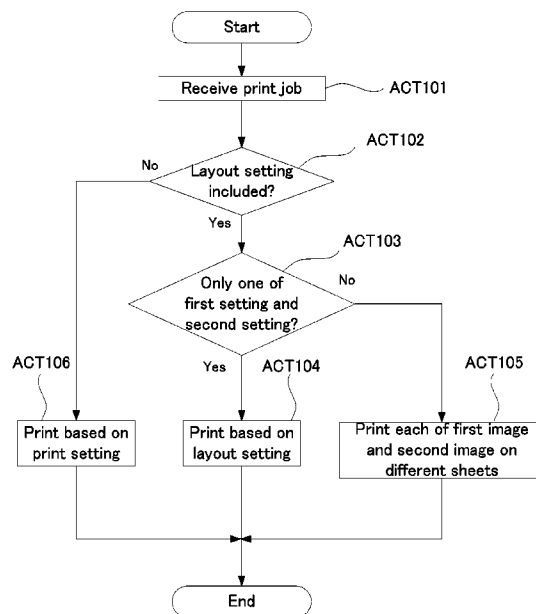 Start
Receive print job
ACT101
ACT102
No
Layout setting
included?
Yes
ACT103
Only one of
first setting and
second setting?
No
Yes
ACT106
ACT104
ACT105
Print based on
print setting
Print based on
layout setting
Print each of first image
and second image on
different sheets
End